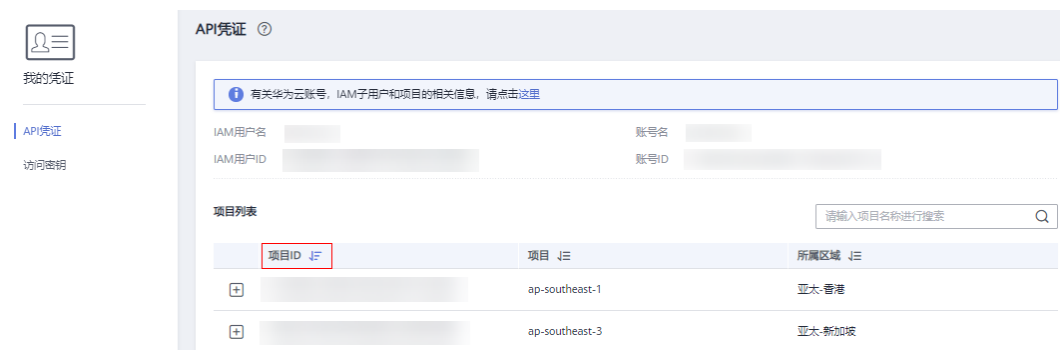 我的凭证
API凭证
访问密钥
API凭证 ?
有关华为云账号，IAM子用户和项目的相关信息，请点击这里
IAM用户名 账号名
IAM用户ID 账号ID
项目列表
请输入项目名称进行搜索
项目ID 项目 所属区域
ap-southeast-1 亚太-香港
ap-southeast-3 亚太-新加坡